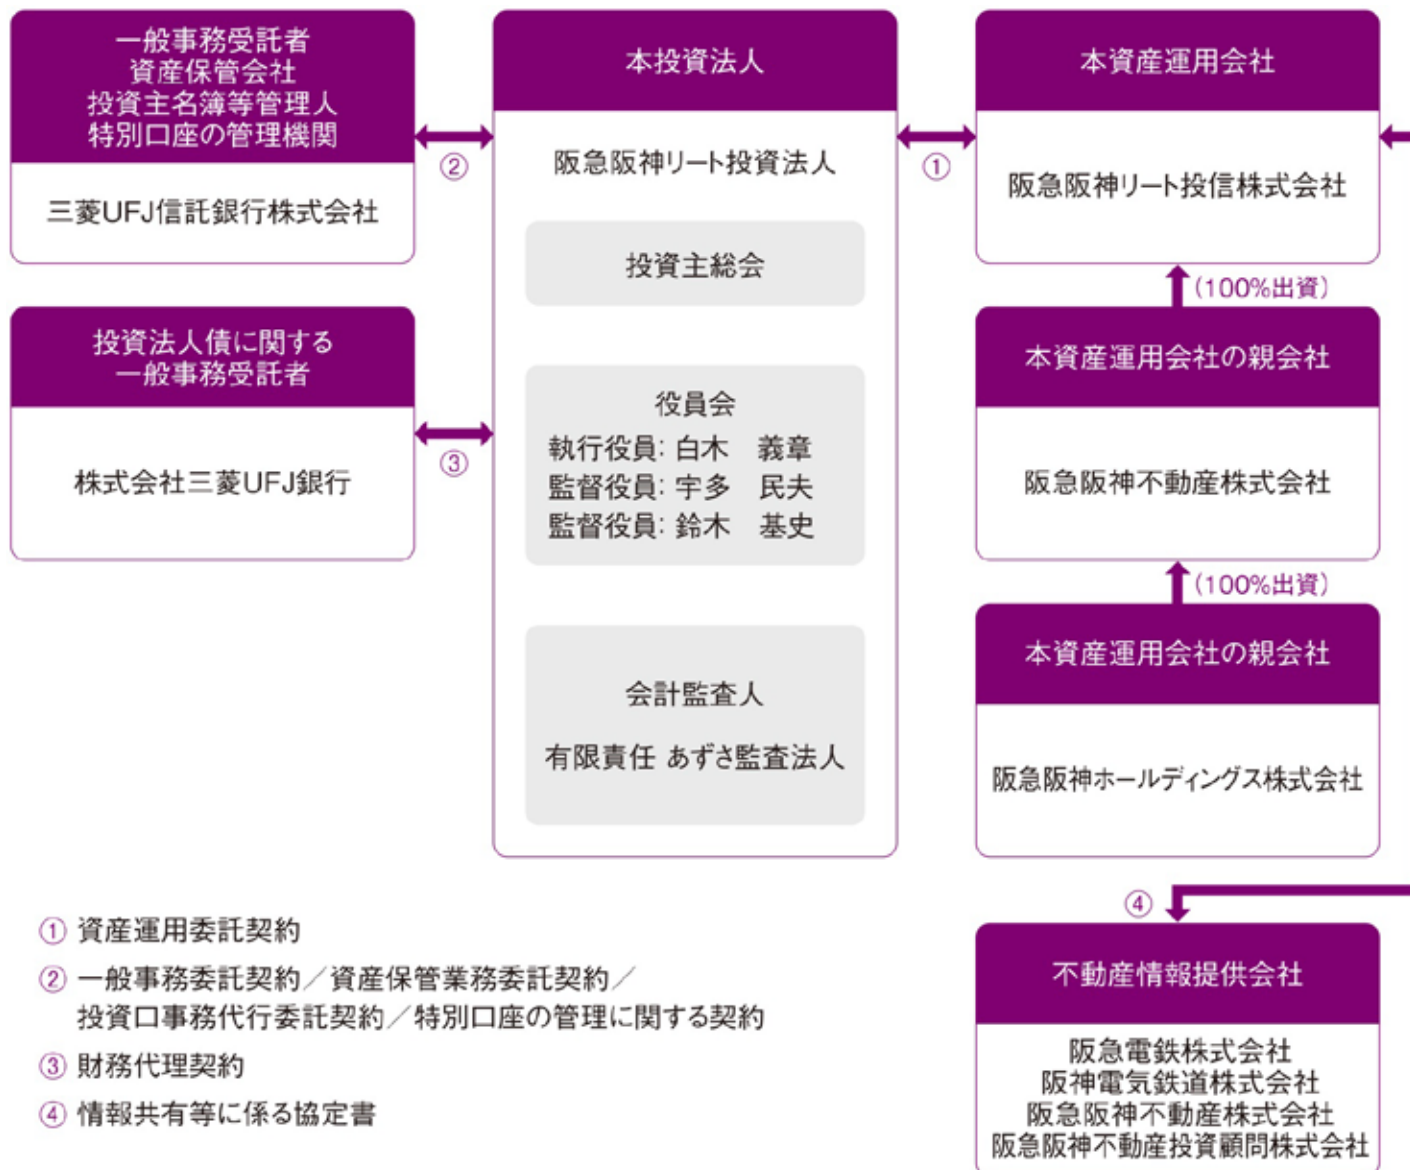 一般事務受託者
資産保管会社
投資主名簿等管理人
特別口座の管理機関
三菱UFJ信託銀行株式会社
②
投資法人債に関する
一般事務受託者
株式会社三菱UFJ銀行
③
本投資法人
阪急阪神リート投資法人
投資主総会
役員会
執行役員: 白木　義章
監督役員: 宇多　民夫
監督役員: 鈴木　基史
会計監査人
有限責任 あずさ監査法人
①
本資産運用会社
阪急阪神リート投信株式会社
(100%出資)
本資産運用会社の親会社
阪急阪神不動産株式会社
(100%出資)
本資産運用会社の親会社
阪急阪神ホールディングス株式会社
④
不動産情報提供会社
阪急電鉄株式会社
阪神電気鉄道株式会社
阪急阪神不動産株式会社
阪急阪神不動産投資顧問株式会社
① 資産運用委託契約
② 一般事務委託契約／資産保管業務委託契約／
投資口事務代行委託契約／特別口座の管理に関する契約
③ 財務代理契約
④ 情報共有等に係る協定書